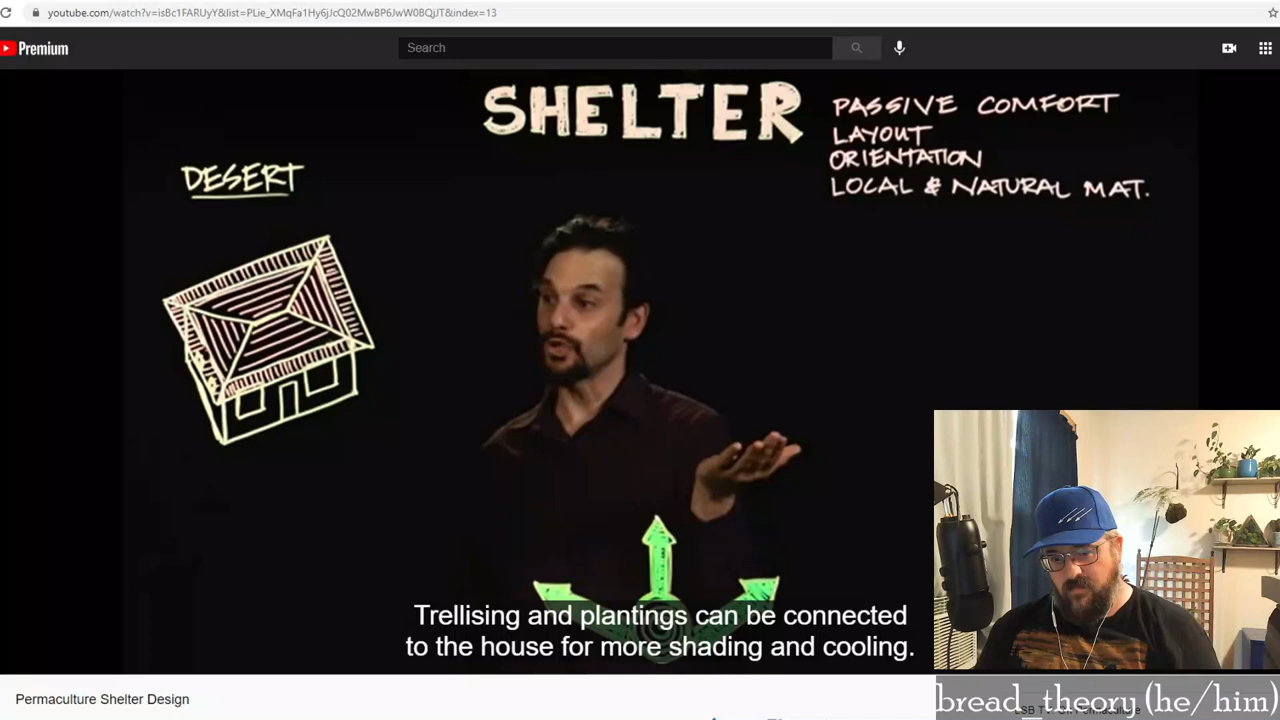 youtube.com/watch?v=isBc1FARUyY&list=PLie_XMqFa1Hy6jJcQ02MwBP6JwW0BQjJT&index=13
Premium
Search
SHELTER
PASSIVE COMFORT
LAYOUT
ORIENTATION
LOCAL & NATURAL MAT.
DESERT
Trellising and plantings can be connected
to the house for more shading and cooling.
Permaculture Shelter Design
bread_theory (he/him)